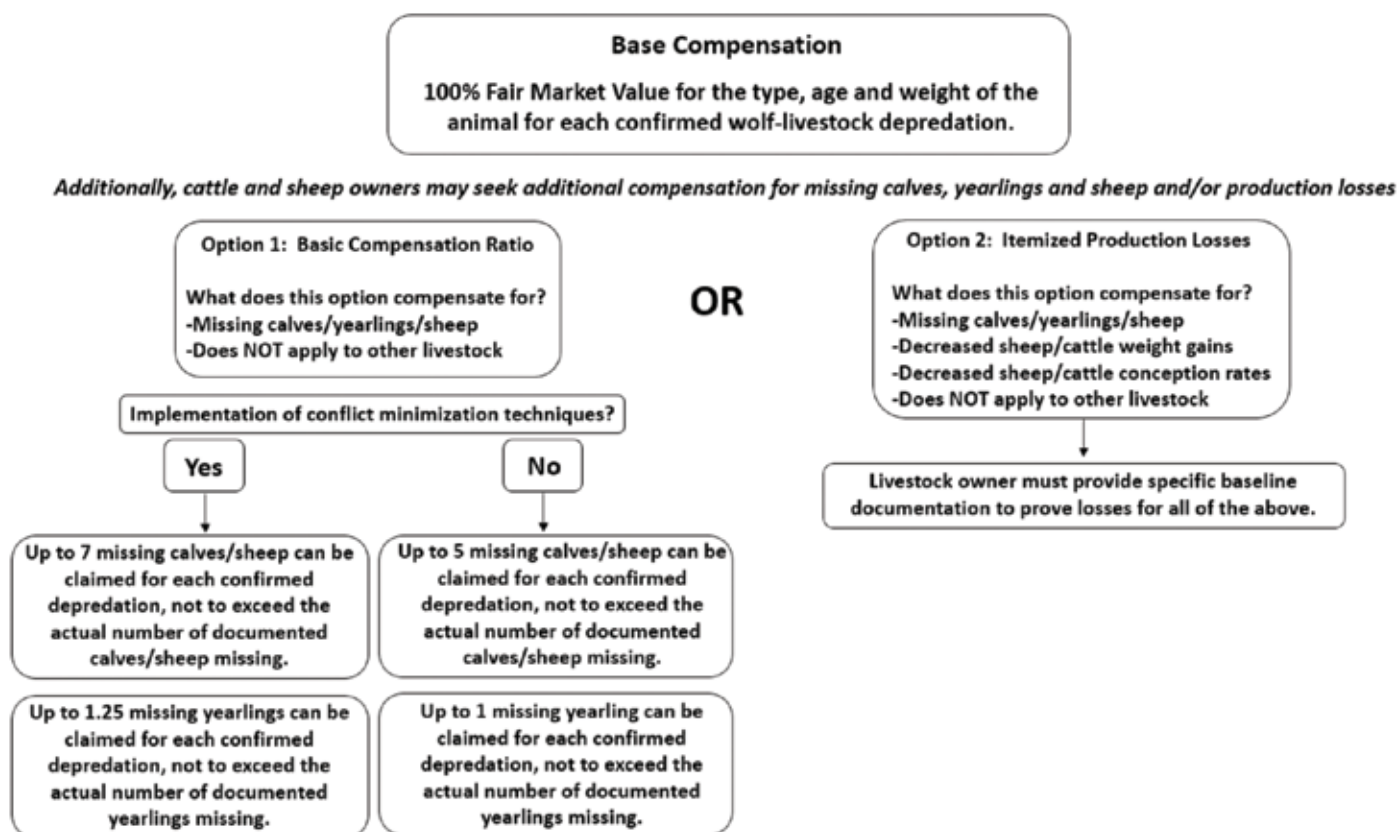 Base Compensation
100% Fair Market Value for the type, age and weight of the
animal for each confirmed wolf-livestock depredation.
Additionally, cattle and sheep owners may seek additional compensation for missing calves, yearlings and sheep and/or production losses
Option 1: Basic Compensation Ratio
What does this option compensate for?
-Missing calves/yearlings/sheep
-Does NOT apply to other livestock
OR
Option 2: Itemized Production Losses
What does this option compensate for?
-Missing calves/yearlings/sheep
-Decreased sheep/cattle weight gains
-Decreased sheep/cattle conception rates
-Does NOT apply to other livestock
Implementation of conflict minimization techniques?
Yes
No
Livestock owner must provide specific baseline
documentation to prove losses for all of the above.
Up to 7 missing calves/sheep can be
claimed for each confirmed
depredation, not to exceed the
actual number of documented
calves/sheep missing.
Up to 5 missing calves/sheep can be
claimed for each confirmed
depredation, not to exceed the
actual number of documented
calves/sheep missing.
Up to 1.25 missing yearlings can be
claimed for each confirmed
depredation, not to exceed the
actual number of documented
yearlings missing.
Up to 1 missing yearling can be
claimed for each confirmed
depredation, not to exceed the
actual number of documented
yearlings missing.